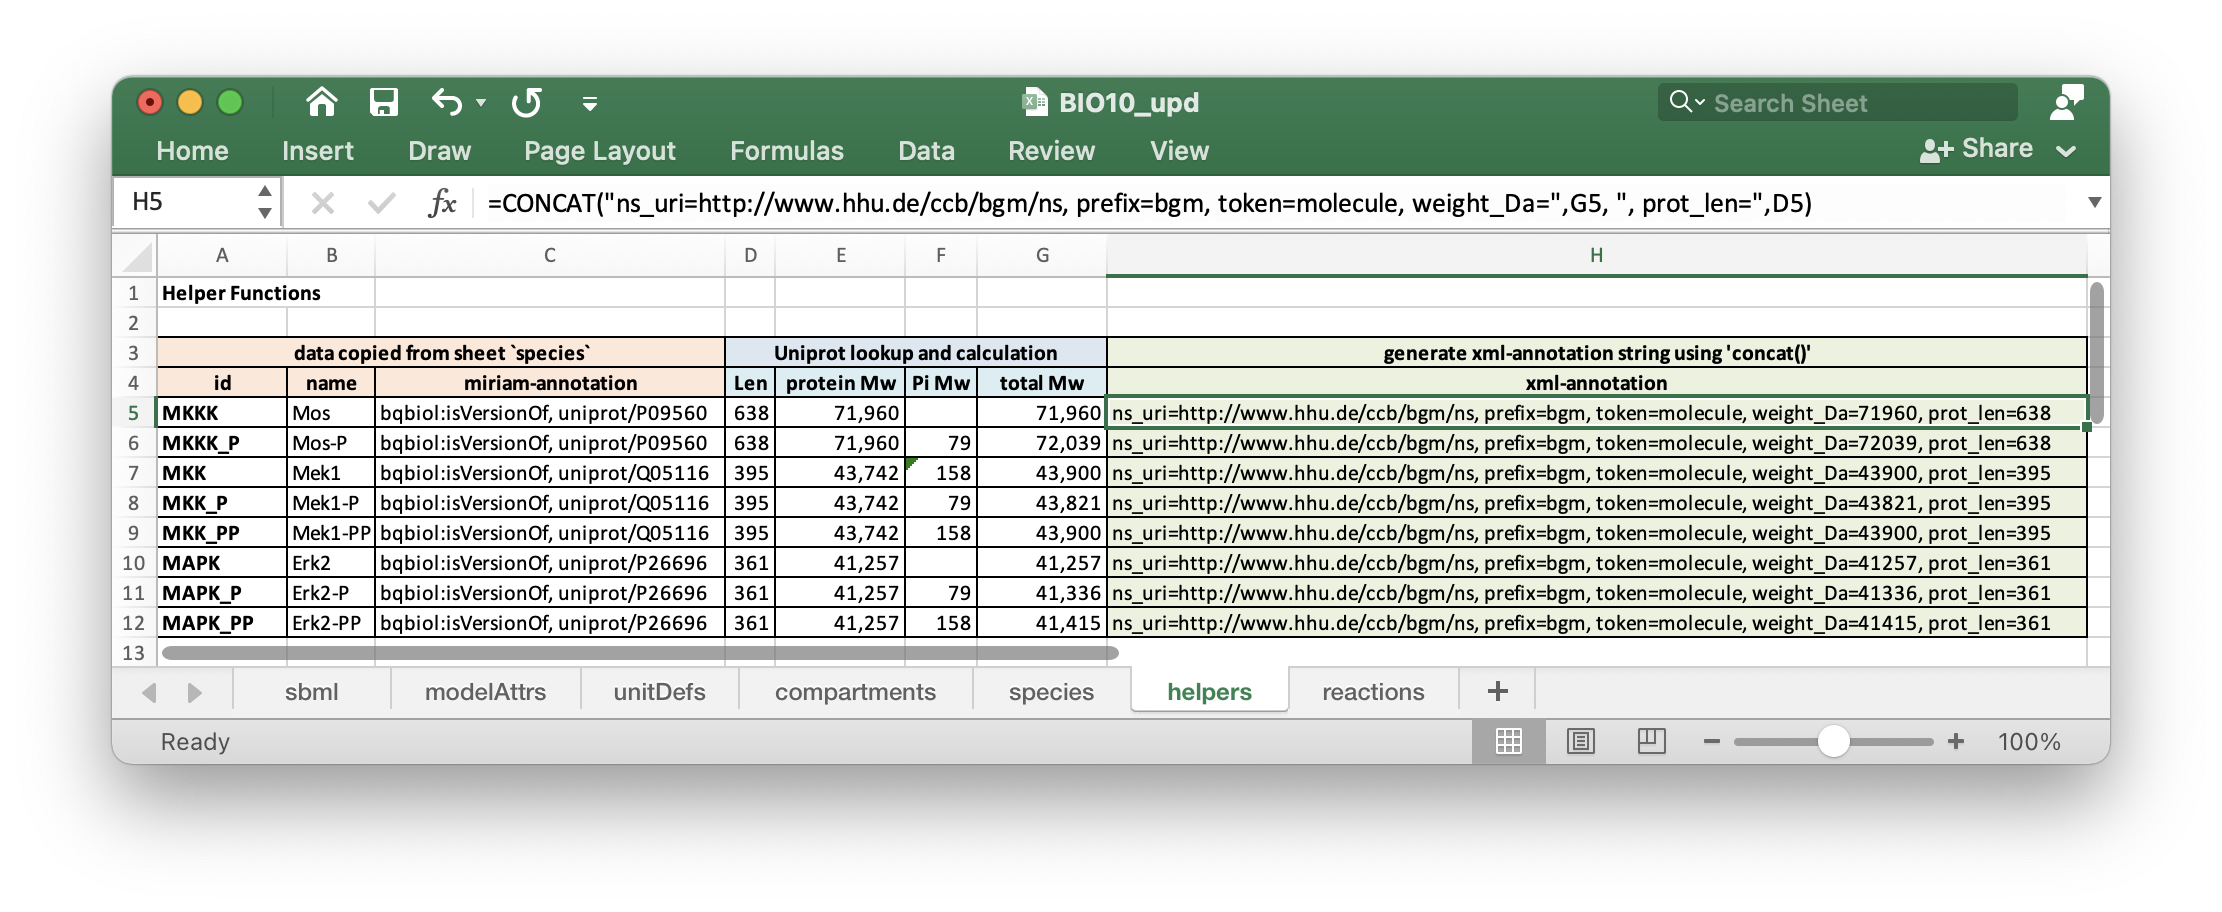 BIO10_upd
Search Sheet
Home Insert Draw Page Layout Formulas Data Review View Share
H5 fx =CONCAT("ns_uri=http://www.hhu.de/ccb/bgm/ns, prefix=bgm, token=molecule, weight_Da=",G5, ", prot_len=",D5)
A B C D E F G H
1 Helper Functions
2
3 data copied from sheet `species` Uniprot lookup and calculation generate xml-annotation string using 'concat()'
4 id name miriam-annotation Len protein Mw Pi Mw total Mw xml-annotation
5 MKKK Mos bqbiol:isVersionOf, uniprot/P09560 638 71,960 71,960 ns_uri=http://www.hhu.de/ccb/bgm/ns, prefix=bgm, token=molecule, weight_Da=71960, prot_len=638
6 MKKK_P Mos-P bqbiol:isVersionOf, uniprot/P09560 638 71,960 79 72,039 ns_uri=http://www.hhu.de/ccb/bgm/ns, prefix=bgm, token=molecule, weight_Da=72039, prot_len=638
7 MKK Mek1 bqbiol:isVersionOf, uniprot/Q05116 395 43,742 158 43,900 ns_uri=http://www.hhu.de/ccb/bgm/ns, prefix=bgm, token=molecule, weight_Da=43900, prot_len=395
8 MKK_P Mek1-P bqbiol:isVersionOf, uniprot/Q05116 395 43,742 79 43,821 ns_uri=http://www.hhu.de/ccb/bgm/ns, prefix=bgm, token=molecule, weight_Da=43821, prot_len=395
9 MKK_PP Mek1-PP bqbiol:isVersionOf, uniprot/Q05116 395 43,742 158 43,900 ns_uri=http://www.hhu.de/ccb/bgm/ns, prefix=bgm, token=molecule, weight_Da=43900, prot_len=395
10 MAPK Erk2 bqbiol:isVersionOf, uniprot/P26696 361 41,257 41,257 ns_uri=http://www.hhu.de/ccb/bgm/ns, prefix=bgm, token=molecule, weight_Da=41257, prot_len=361
11 MAPK_P Erk2-P bqbiol:isVersionOf, uniprot/P26696 361 41,257 79 41,336 ns_uri=http://www.hhu.de/ccb/bgm/ns, prefix=bgm, token=molecule, weight_Da=41336, prot_len=361
12 MAPK_PP Erk2-PP bqbiol:isVersionOf, uniprot/P26696 361 41,257 158 41,415 ns_uri=http://www.hhu.de/ccb/bgm/ns, prefix=bgm, token=molecule, weight_Da=41415, prot_len=361
13
sbml modelAttrs unitDefs compartments species helpers reactions
Ready 100%